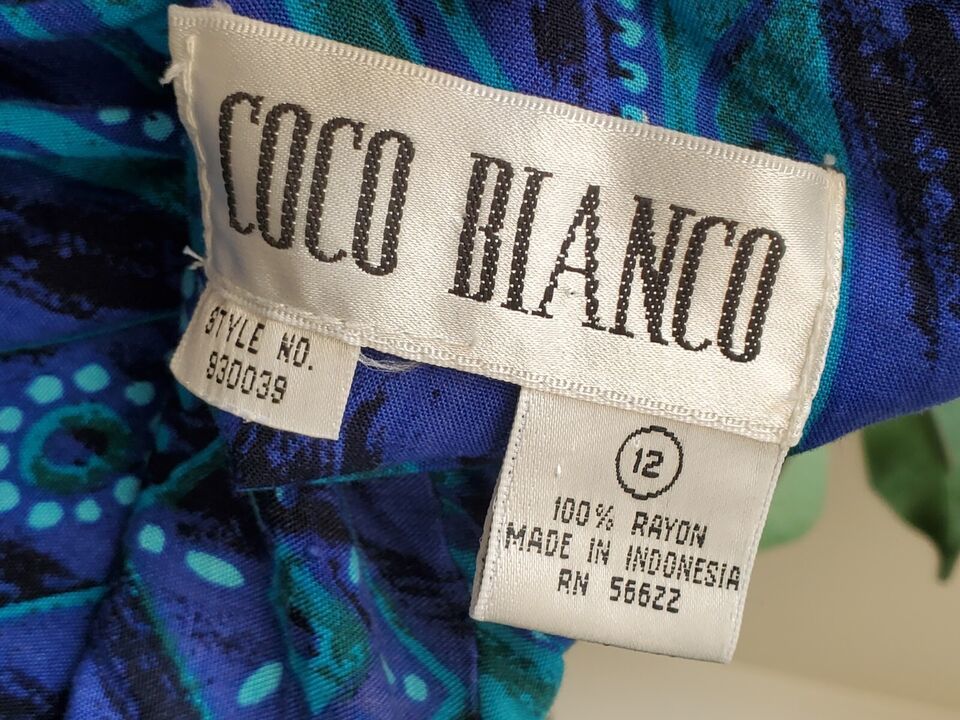 COCO BIANCO
STYLE NO.
930039
12
100% RAYON
MADE IN INDONESIA
RN 56622